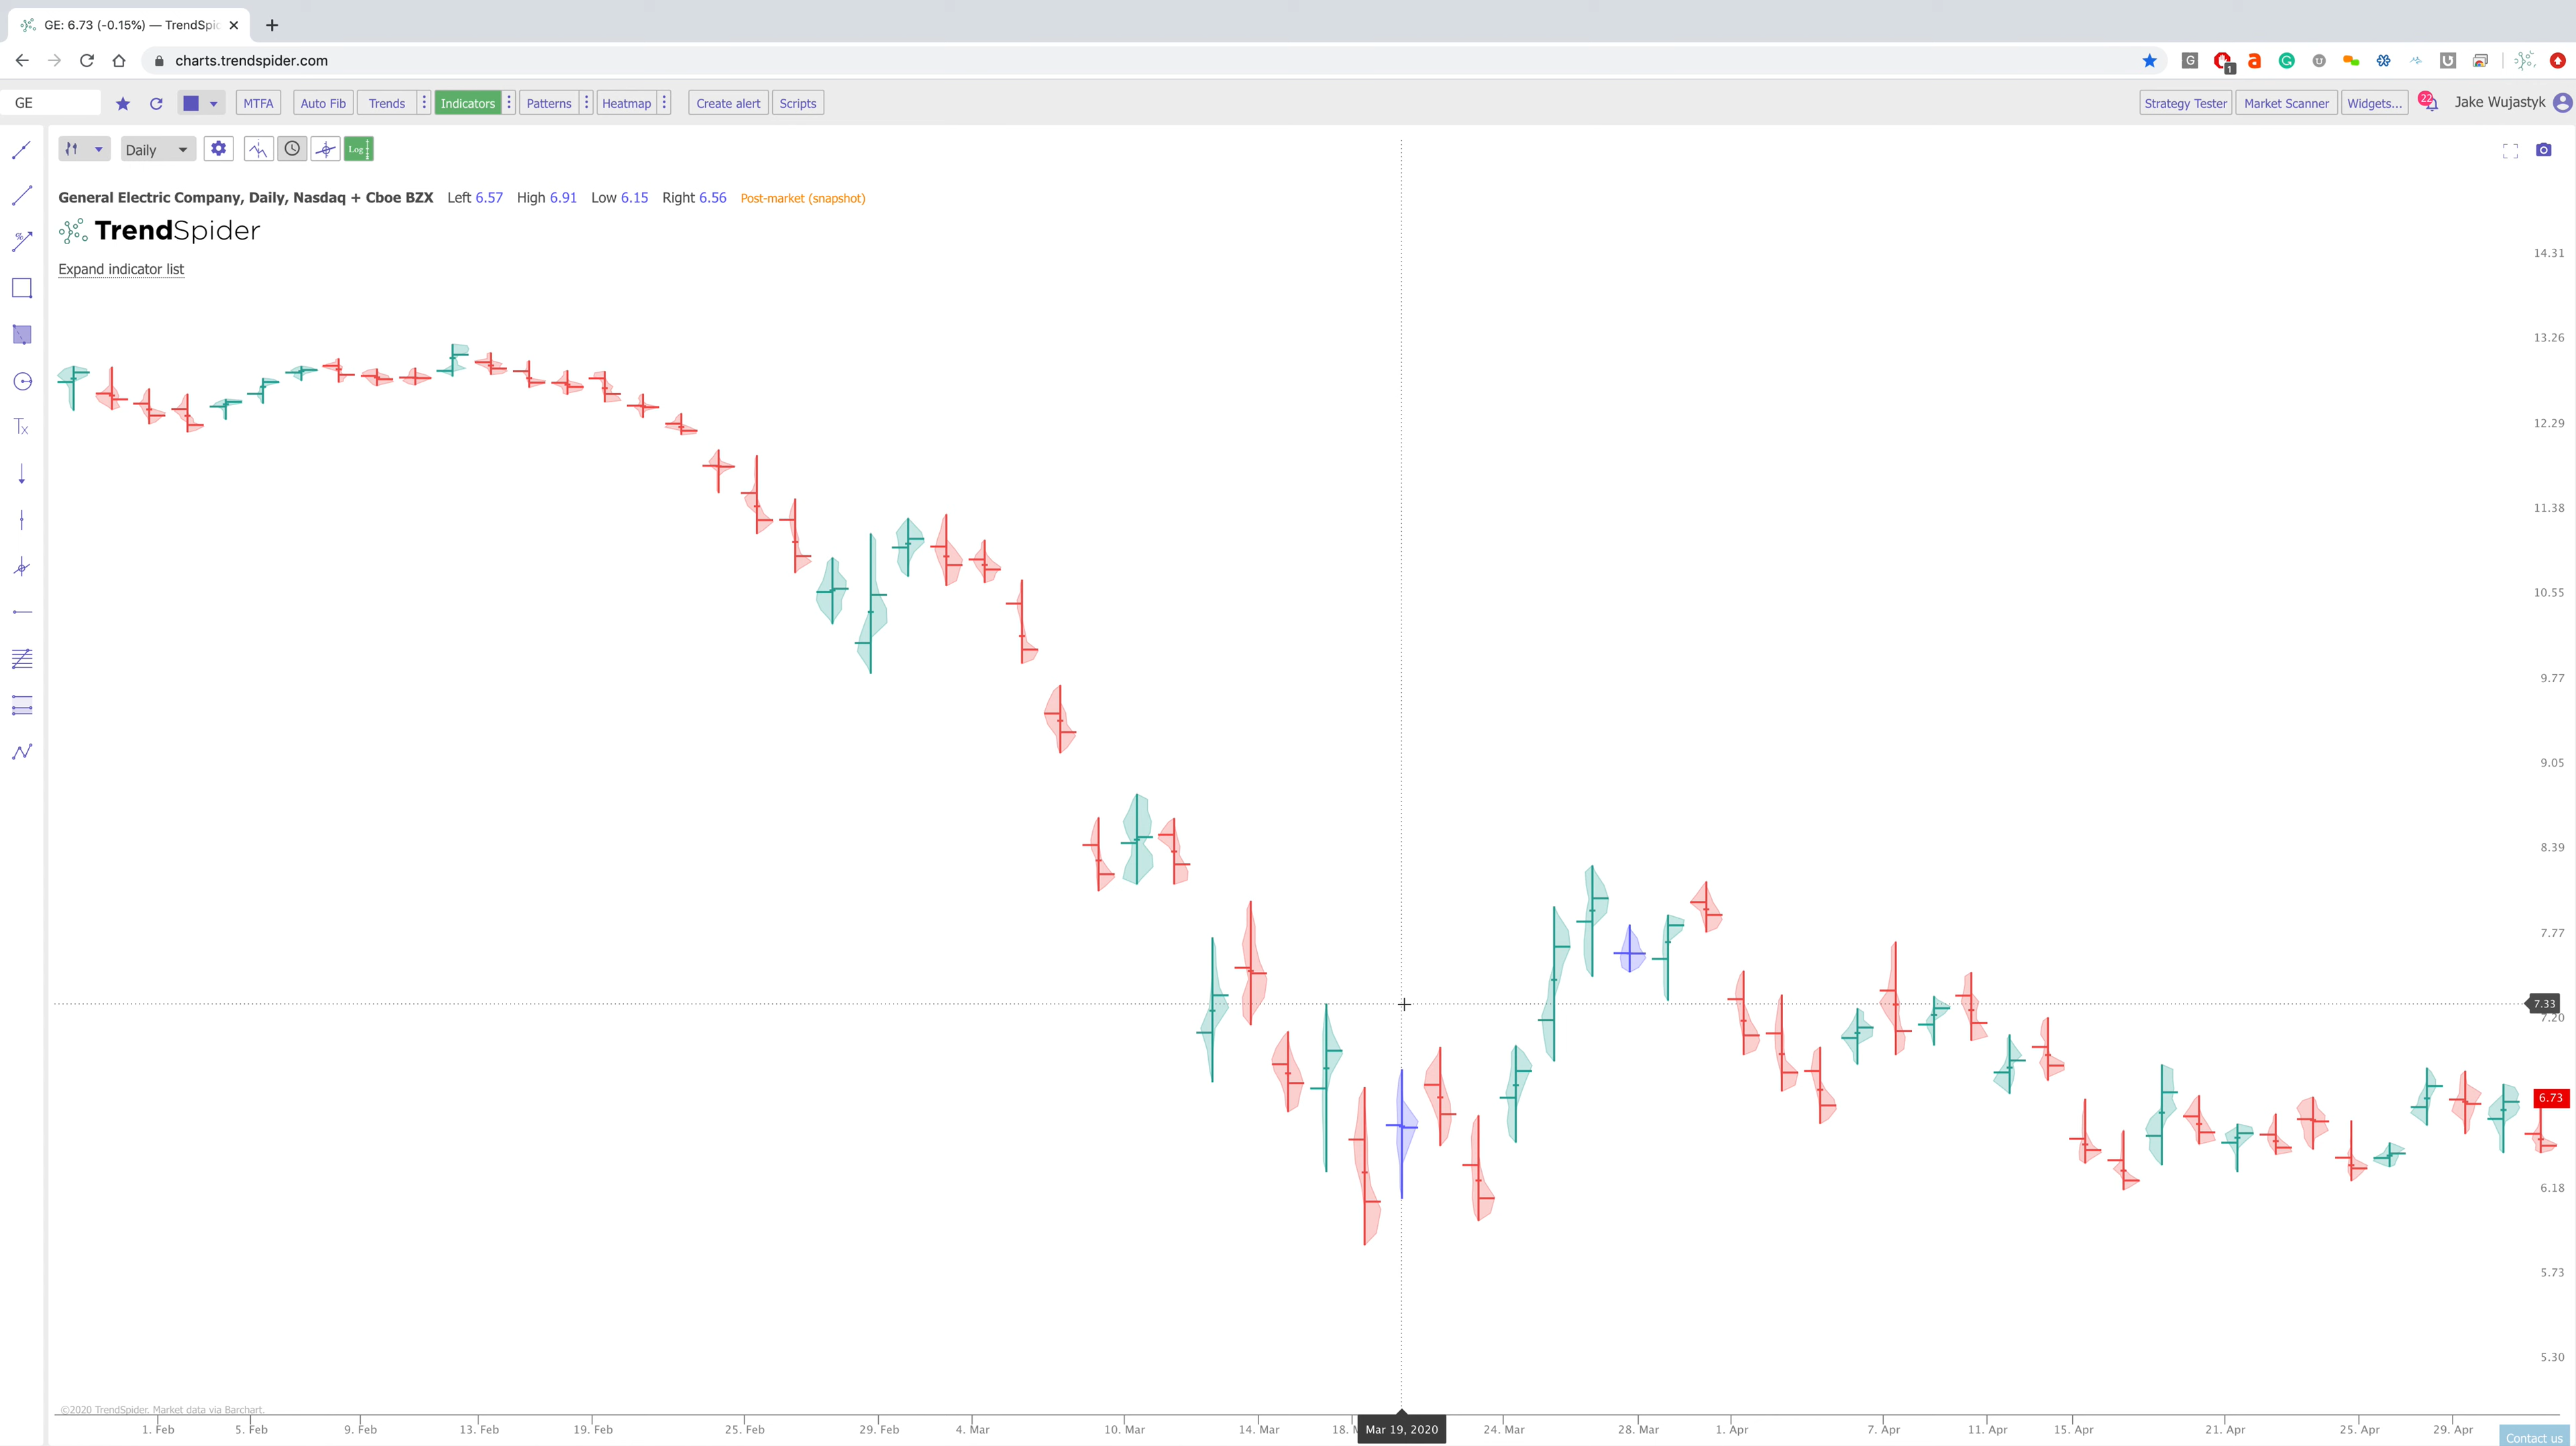 GE: 6.73 (-0.15%) — TrendSpi
charts.trendspider.com
1
GE
MTFA
Auto Fib
Trends
Indicators
Patterns
Heatmap
Create alert
Scripts
Strategy Tester
Market Scanner
Widgets...
22
Jake Wujastyk
Daily
Log
General Electric Company, Daily, Nasdaq + Cboe BZX Left 6.57 High 6.91 Low 6.15 Right 6.56 Post-market (snapshot)
TrendSpider
Expand indicator list
14.31
13.26
12.29
11.38
10.55
9.77
9.05
8.39
7.77
7.33
7.20
6.73
6.18
5.73
5.30
©2020 TrendSpider. Market data via Barchart.
1. Feb 5. Feb 9. Feb 13. Feb 19. Feb 25. Feb 29. Feb 4. Mar 10. Mar 14. Mar 18. Mar 19, 2020 24. Mar 28. Mar 1. Apr 7. Apr 11. Apr 15. Apr 21. Apr 25. Apr 29. Apr
Contact us